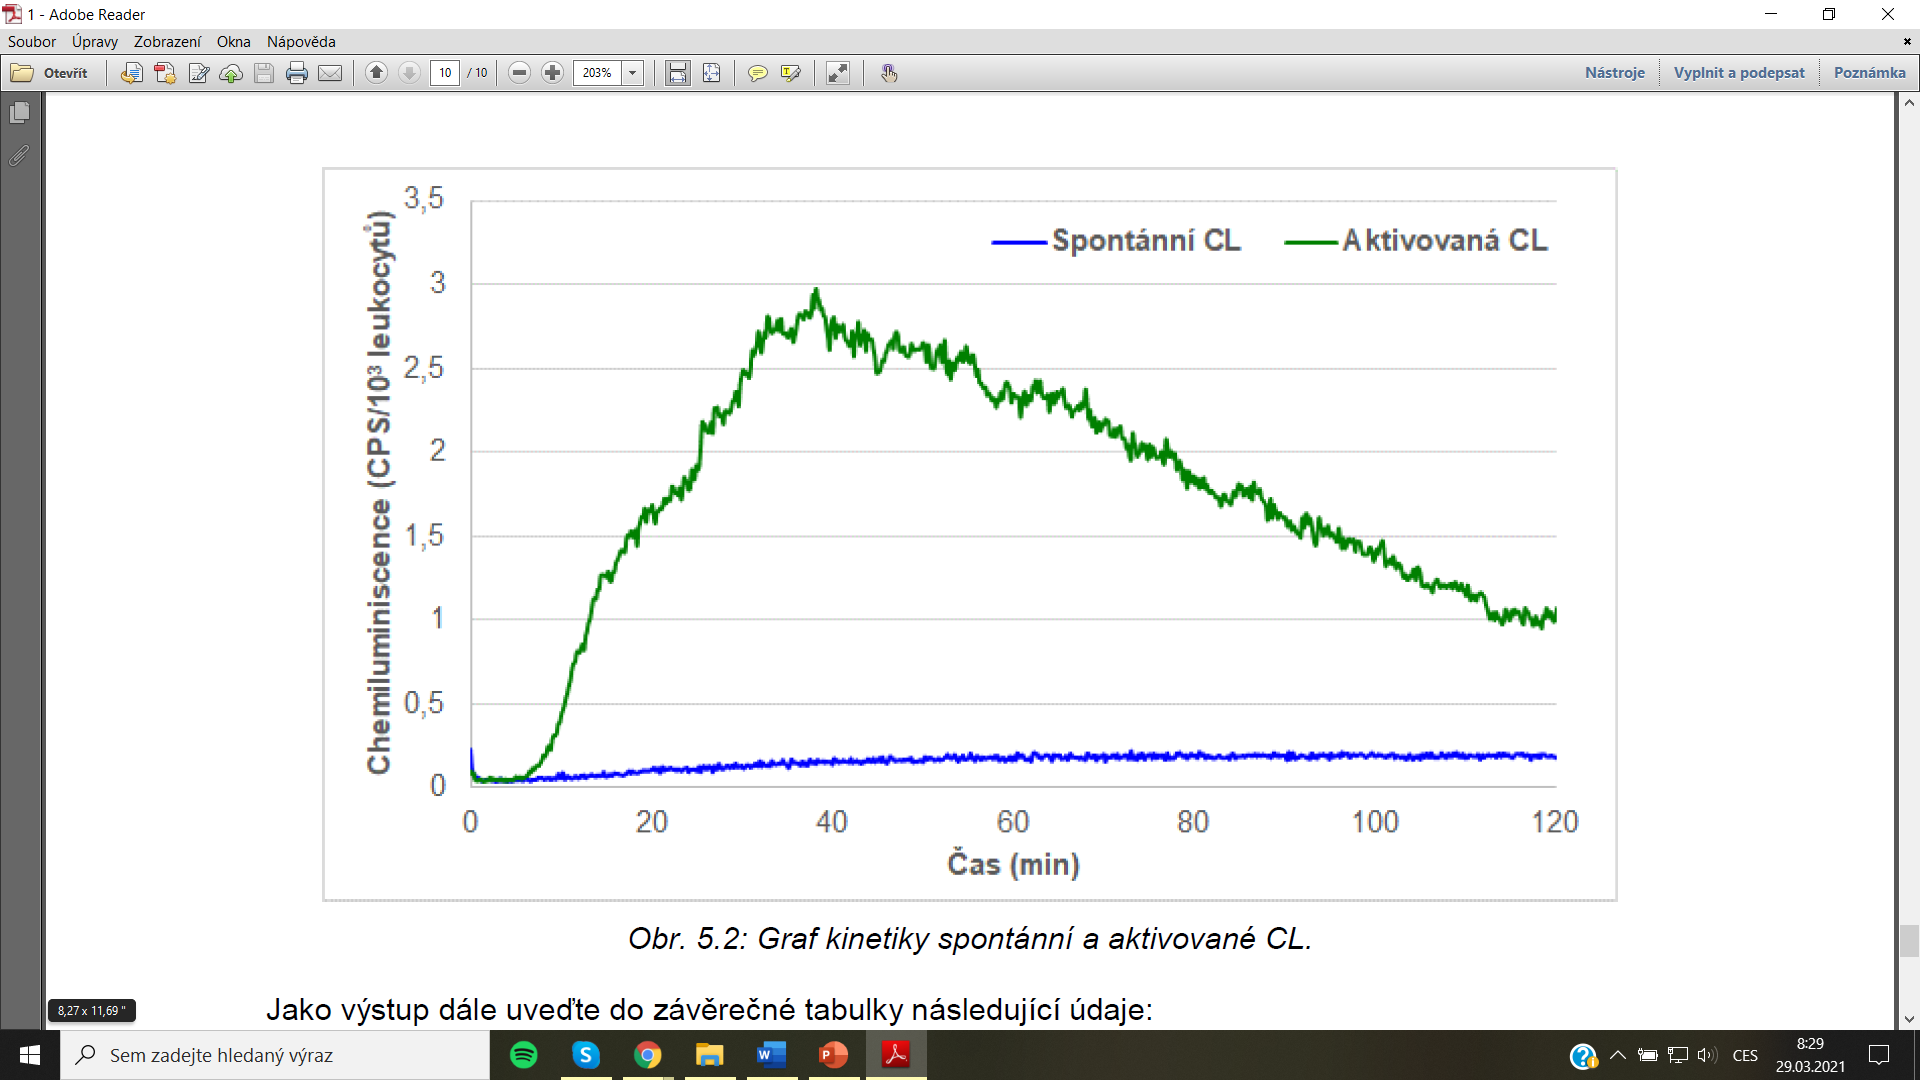 1 - Adobe Reader
Soubor Úpravy Zobrazení Okna Nápověda
Otevřít 10 / 10 203% Nástroje Vyplnit a podepsat Poznámka
3,5
Spontánní CL Aktivovaná CL
3
2,5
2
1,5
1
0,5
0
Chemiluminiscence (CPS/10³ leukocytů)
0 20 40 60 80 100 120
Čas (min)
Obr. 5.2: Graf kinetiky spontánní a aktivované CL.
Jako výstup dále uveďte do závěrečné tabulky následující údaje:
8,27 x 11,69 "
Sem zadejte hledaný výraz
CES
8:29
29.03.2021